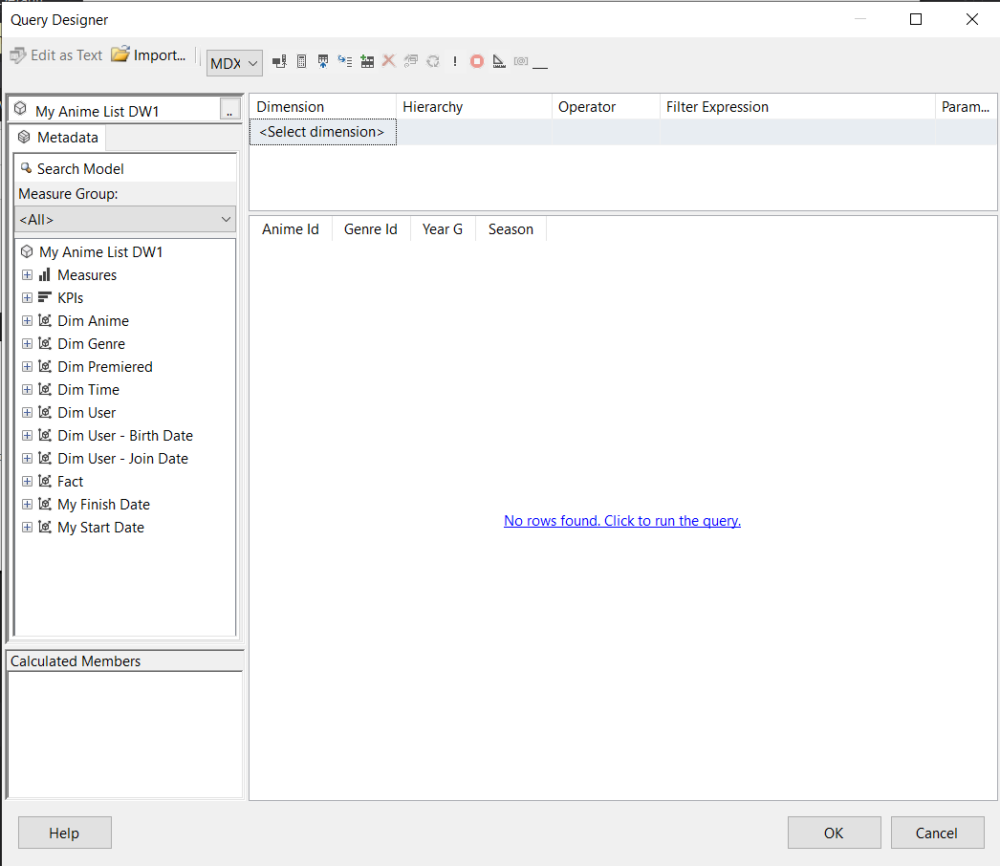 Query Designer
Edit as Text Import... MDX
My Anime List DW1 ..
Metadata
Search Model
Measure Group:
<All>
My Anime List DW1
Measures
KPIs
Dim Anime
Dim Genre
Dim Premiered
Dim Time
Dim User
Dim User - Birth Date
Dim User - Join Date
Fact
My Finish Date
My Start Date
Calculated Members
Dimension Hierarchy Operator Filter Expression Param...
<Select dimension>
Anime Id Genre Id Year G Season
No rows found. Click to run the query.
Help OK Cancel